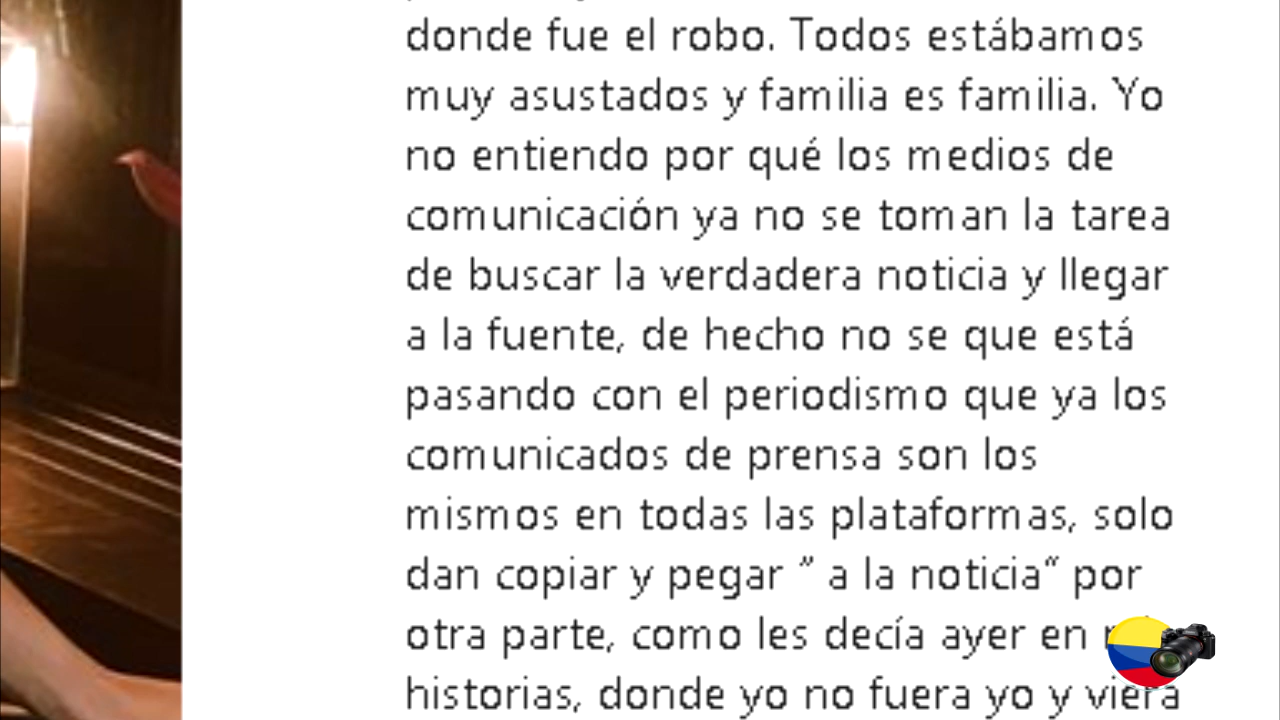 donde fue el robo. Todos estábamos
muy asustados y familia es familia. Yo
no entiendo por qué los medios de
comunicación ya no se toman la tarea
de buscar la verdadera noticia y llegar
a la fuente, de hecho no se que está
pasando con el periodismo que ya los
comunicados de prensa son los
mismos en todas las plataformas, solo
dan copiar y pegar ” a la noticia“ por
otra parte, como les decía ayer en
historias, donde yo no fuera yo y viera